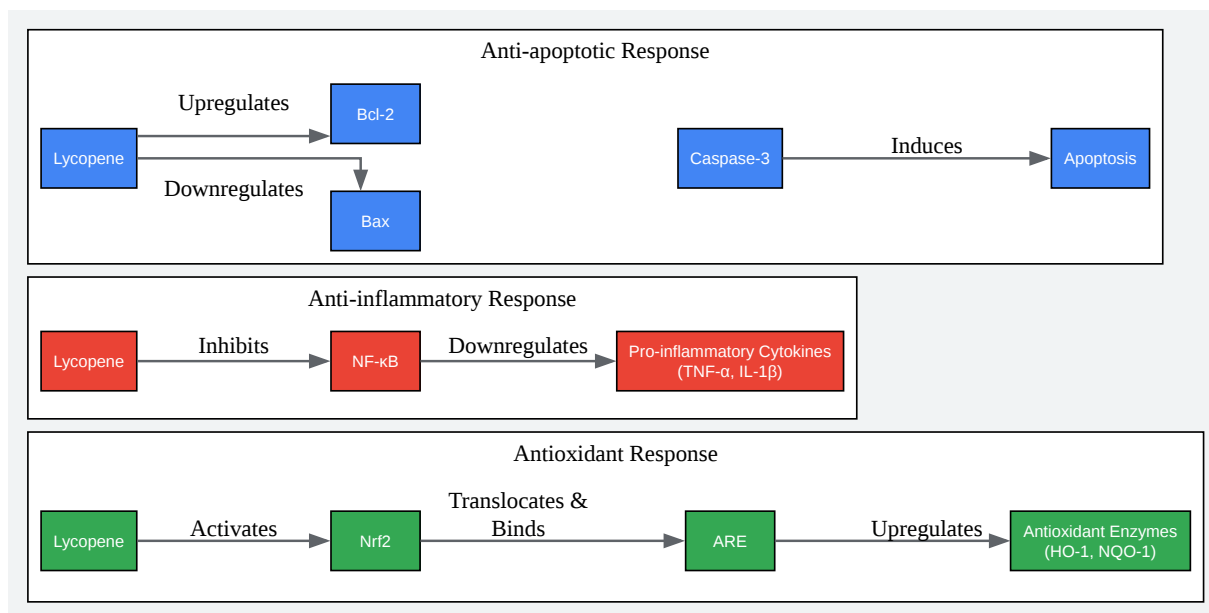 Anti-apoptotic Response
Upregulates
Bcl-2
Lycopene
Caspase-3
Induces
Apoptosis
Downregulates
Bax
Anti-inflammatory Response
Lycopene
Inhibits
NF-κB
Downregulates
Pro-inflammatory Cytokines
(TNF-α, IL-1β)
Antioxidant Response
Lycopene
Activates
Nrf2
Translocates &
Binds
ARE
Upregulates
Antioxidant Enzymes
(HO-1, NQO-1)